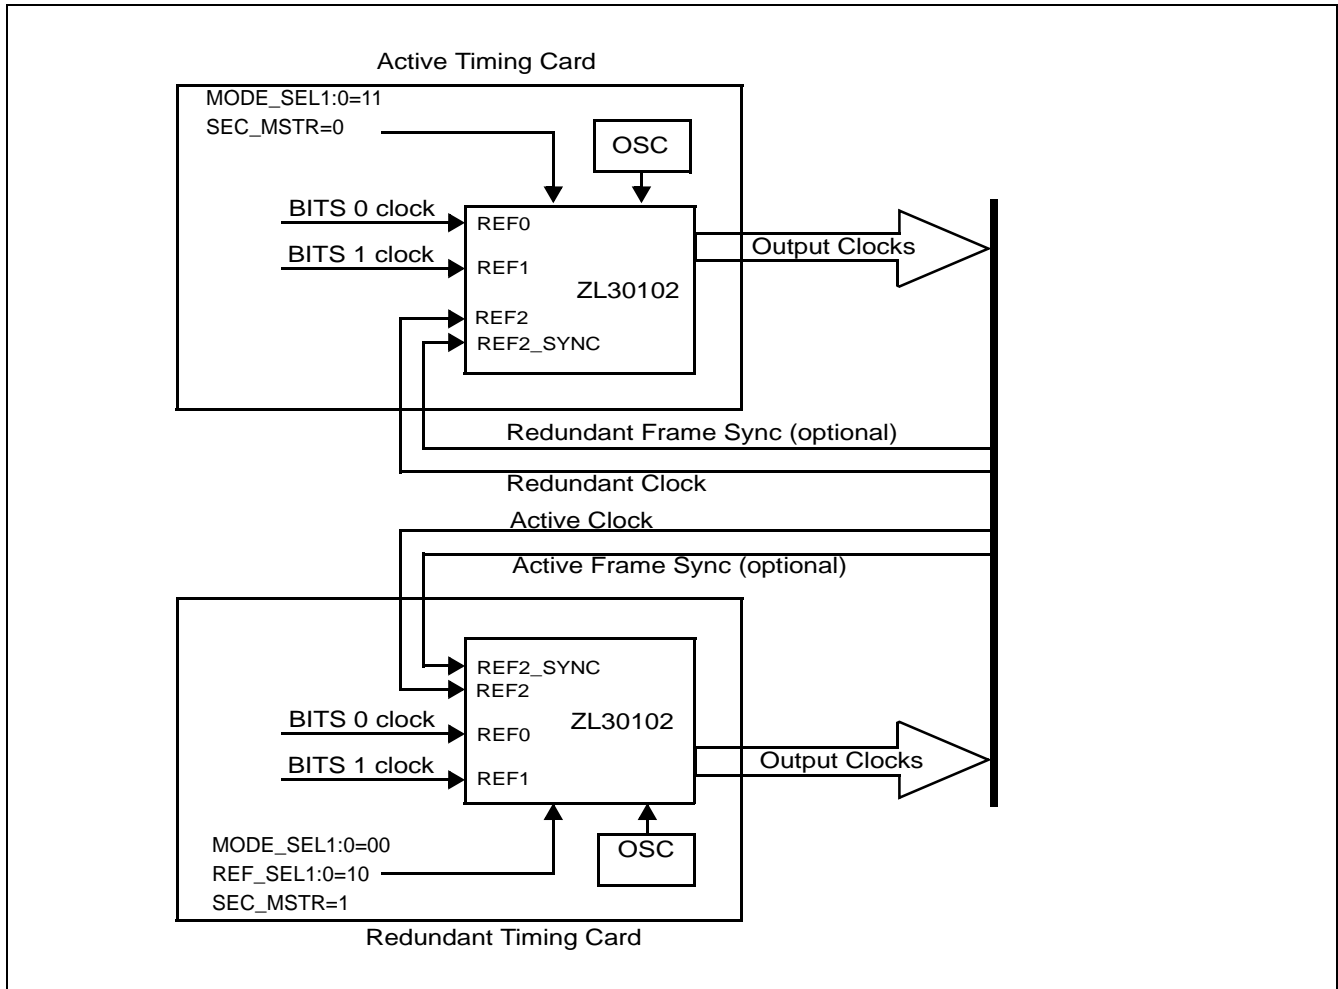 Active Timing Card
MODE_SEL1:0=11
SEC_MSTR=0
OSC
BITS 0 clock
REF0
Output Clocks
BITS 1 clock
REF1
ZL30102
REF2
REF2_SYNC
Redundant Frame Sync (optional)
Redundant Clock
Active Clock
Active Frame Sync (optional)
REF2_SYNC
REF2
BITS 0 clock
REF0
ZL30102
BITS 1 clock
REF1
Output Clocks
MODE_SEL1:0=00
OSC
REF_SEL1:0=10
SEC_MSTR=1
Redundant Timing Card